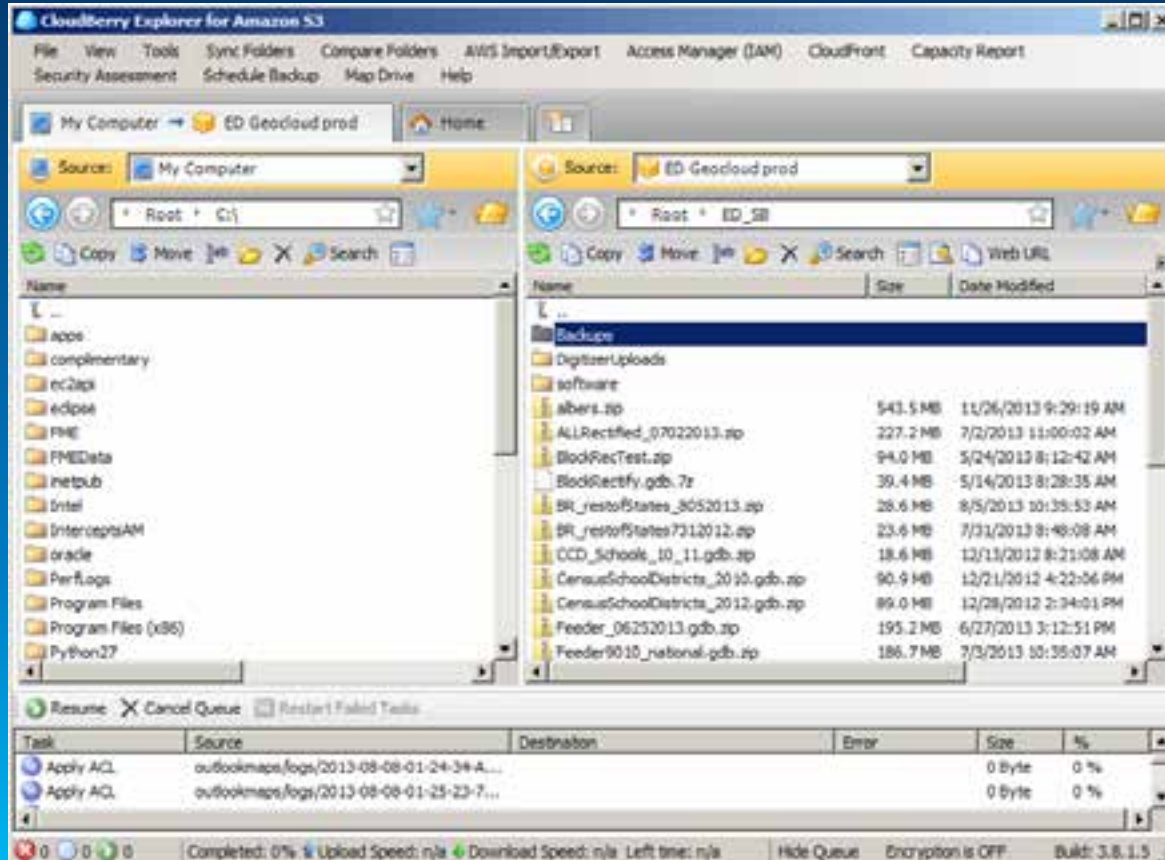 CloudBerry Explorer for Amazon S3
File View Tools Sync Folders Compare Folders AWS Import/Export Access Manager (IAM) CloudFront Capacity Report
Security Assessment Schedule Backup Map Drive Help
My Computer → ED Geocloud prod Home
Source: My Computer
Root C:\
Copy Move Search
Name
..
apps
complimentary
ec2api
eclipse
FME
FMEData
inetpub
Intel
InterceptsAM
oracle
PerfLogs
Program Files
Program Files (x86)
Python27
Source: ED Geocloud prod
Root ED_SB
Copy Move Search Web URL
Name Size Date Modified
..
Backups
DigitizerUploads
software
albers.zip 543.5 MB 11/26/2013 9:29:19 AM
ALLRectified_07022013.zip 227.2 MB 7/2/2013 11:00:02 AM
BlockRecTest.zip 94.0 MB 5/24/2013 8:12:42 AM
BlockRectify.gdb.7z 39.4 MB 5/14/2013 8:28:35 AM
BR_restofStates_8052013.zip 28.6 MB 8/5/2013 10:35:53 AM
BR_restofStates7312012.zip 23.6 MB 7/31/2013 8:48:08 AM
CCD_Schools_10_11.gdb.zip 18.6 MB 12/13/2012 8:21:08 AM
CensusSchoolDistricts_2010.gdb.zip 90.9 MB 12/21/2012 4:22:06 PM
CensusSchoolDistricts_2012.gdb.zip 89.0 MB 12/28/2012 2:34:01 PM
Feeder_06252013.gdb.zip 195.2 MB 6/27/2013 3:12:51 PM
Feeder9010_national.gdb.zip 186.7 MB 7/3/2013 10:35:07 AM
Resume Cancel Queue Restart Failed Tasks
Task Source Destination Error Size %
Apply ACL outlookmaps/logs/2013-08-08-01-24-34-A... 0 Byte 0 %
Apply ACL outlookmaps/logs/2013-08-08-01-25-23-7... 0 Byte 0 %
0 0 0 Completed: 0% Upload Speed: n/a Download Speed: n/a Left time: n/a Hide Queue Encryption is OFF Build: 3.8.1.5